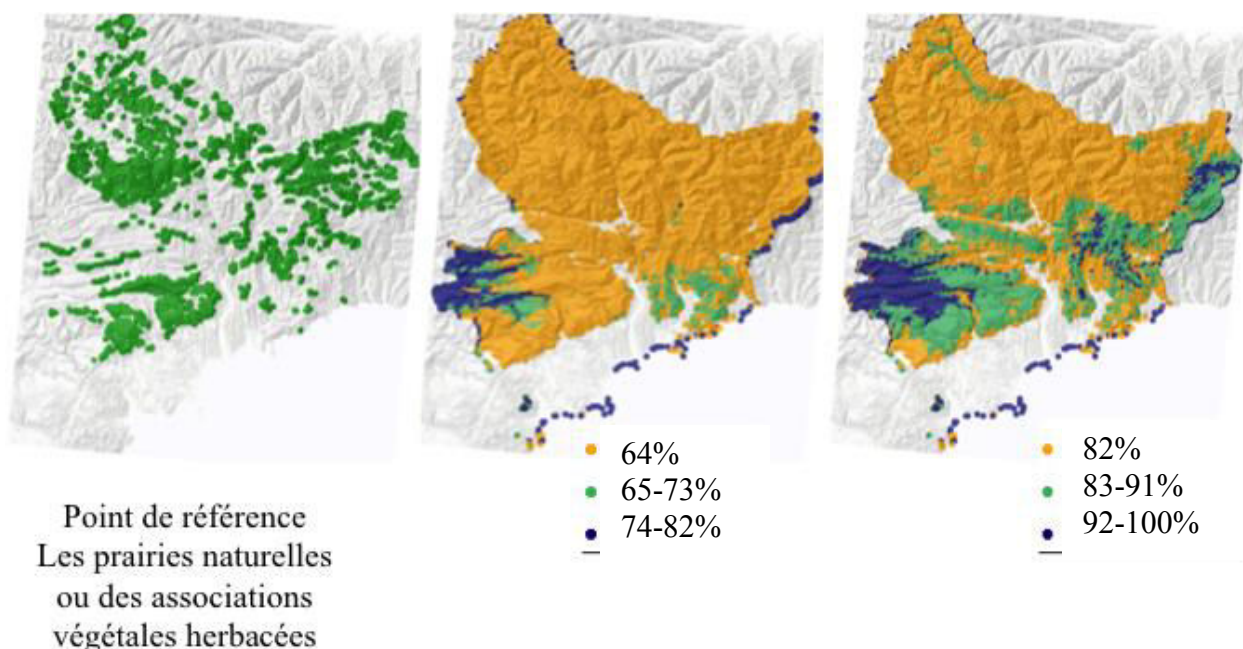 64%
65-73%
74-82%
82%
83-91%
92-100%
Point de référence
Les prairies naturelles
ou des associations
végétales herbacées